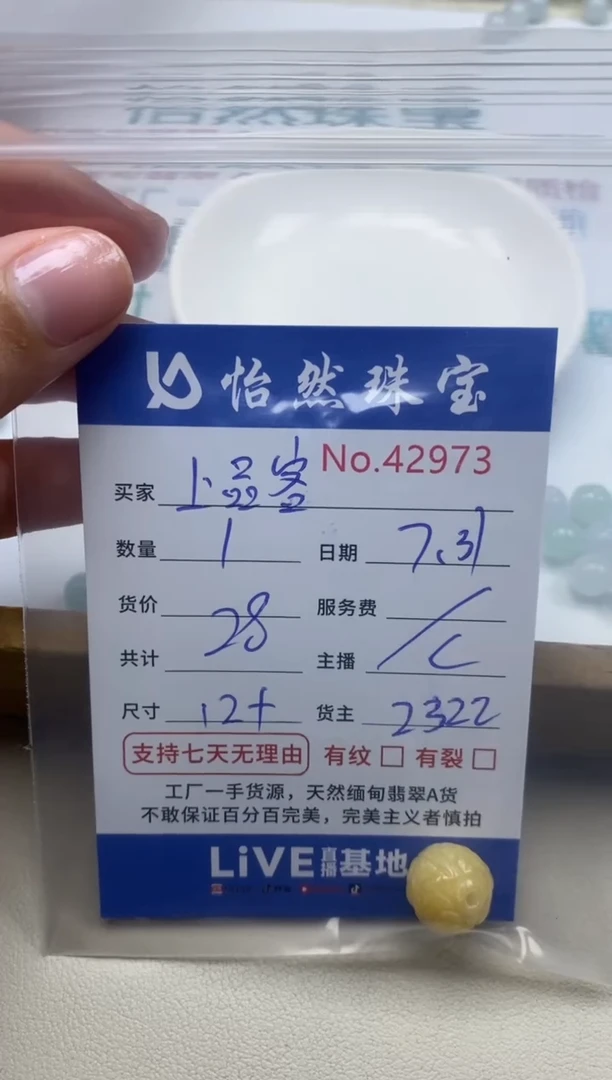 怡然珠宝
No.42973
买家 上品客
数量 1 日期 7.31
货价 28 服务费 /
共计 主播 C
尺寸 12+ 货主 2322
支持七天无理由 有纹 □ 有裂 □
工厂一手货源，天然缅甸翡翠A货
不敢保证百分百完美，完美主义者慎拍
LiVE直播基地